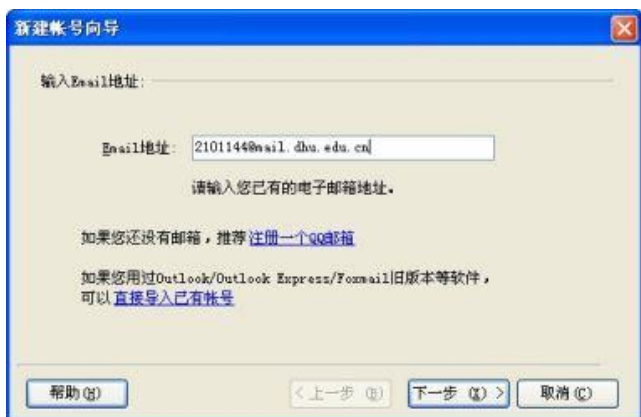 新建帐号向导
输入Email地址:
Email地址: 2101144@mail.dhu.edu.cn
请输入您已有的电子邮箱地址。
如果您还没有邮箱，推荐 注册一个QQ邮箱
如果您用过Outlook/Outlook Express/Foxmail旧版本等软件，
可以 直接导入已有帐号
帮助(H) <上一步 (B) 下一步 (X) > 取消(C)